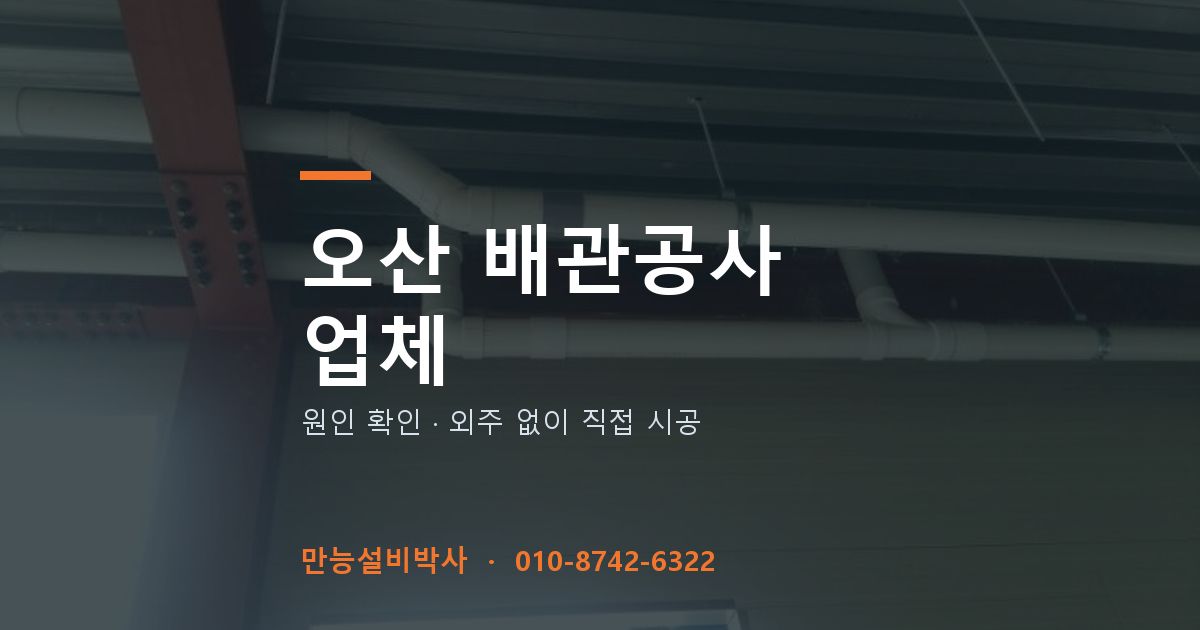 오산 배관공사
업체
원인 확인 · 외주 없이 직접 시공
만능설비박사 · 010-8742-6322